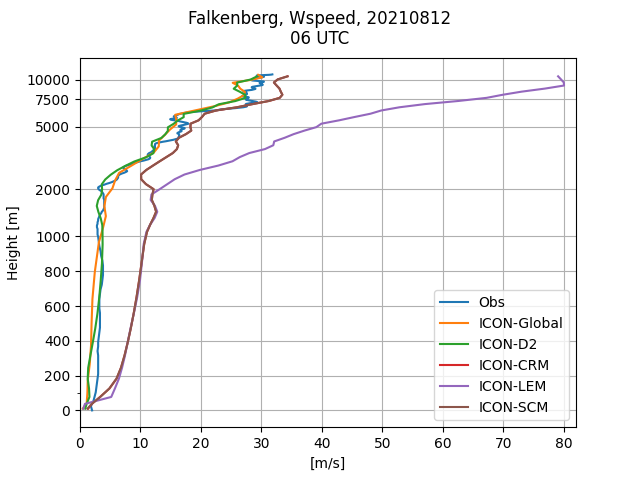 Falkenberg, Wspeed, 20210812
06 UTC
Height [m]
10000
7500
5000
2000
1000
800
600
400
200
0
Obs
ICON-Global
ICON-D2
ICON-CRM
ICON-LEM
ICON-SCM
0 10 20 30 40 50 60 70 80
[m/s]